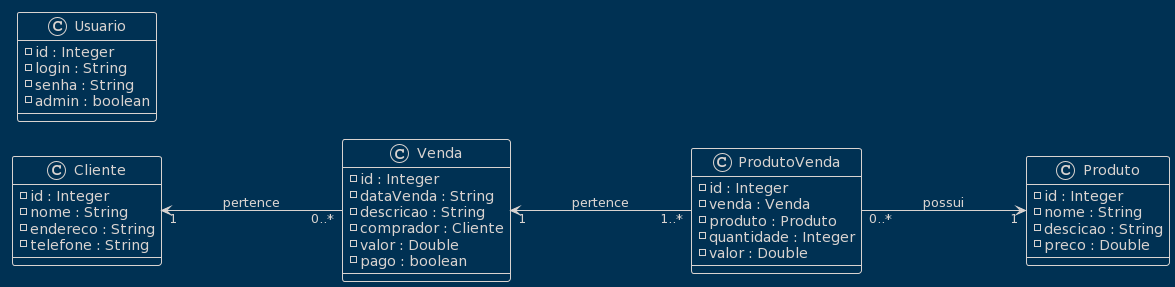 C Usuario
id : Integer
login : String
senha : String
admin : boolean
C Cliente
id : Integer
nome : String
endereco : String
telefone : String
1 pertence 0..*
C Venda
id : Integer
dataVenda : String
descricao : String
comprador : Cliente
valor : Double
pago : boolean
1 pertence 1..*
C ProdutoVenda
id : Integer
venda : Venda
produto : Produto
quantidade : Integer
valor : Double
0..* possui 1
C Produto
id : Integer
nome : String
descicao : String
preco : Double